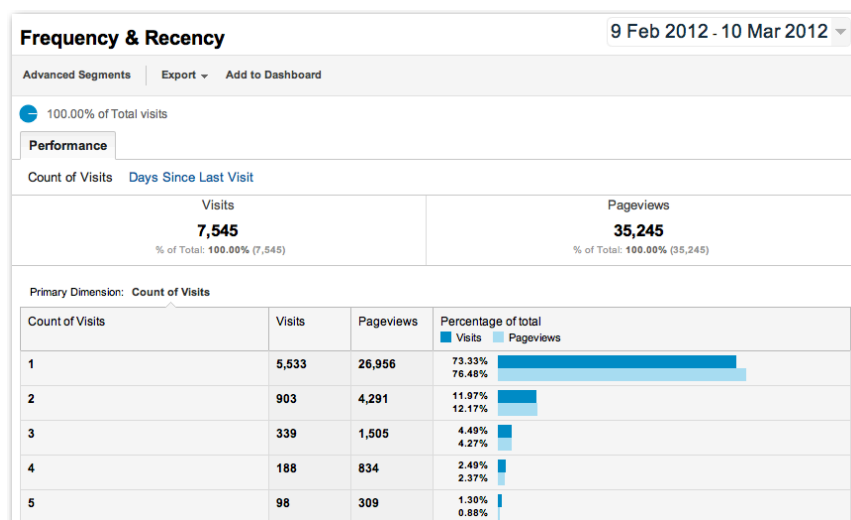 Frequency & Recency
9 Feb 2012 - 10 Mar 2012
Advanced Segments Export Add to Dashboard
100.00% of Total visits
Performance
Count of Visits Days Since Last Visit
Visits Pageviews
7,545 35,245
% of Total: 100.00% (7,545) % of Total: 100.00% (35,245)
Primary Dimension: Count of Visits
Count of Visits Visits Pageviews Percentage of total
Visits Pageviews
1 5,533 26,956 73.33%
76.48%
2 903 4,291 11.97%
12.17%
3 339 1,505 4.49%
4.27%
4 188 834 2.49%
2.37%
5 98 309 1.30%
0.88%